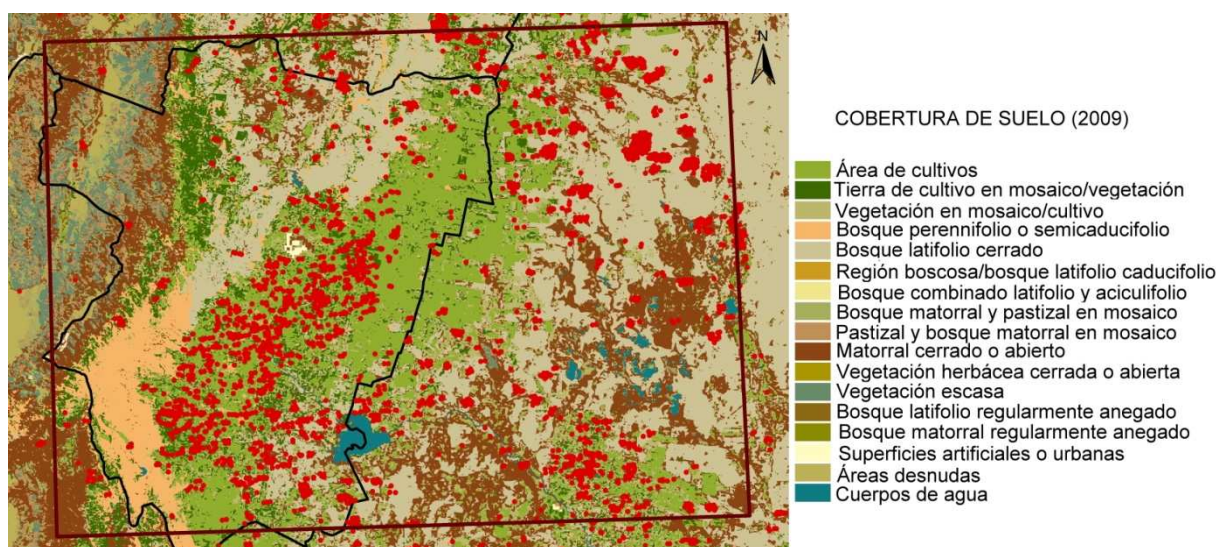 N
COBERTURA DE SUELO (2009)
Área de cultivos
Tierra de cultivo en mosaico/vegetación
Vegetación en mosaico/cultivo
Bosque perennifolio o semicaducifolio
Bosque latifolio cerrado
Región boscosa/bosque latifolio caducifolio
Bosque combinado latifolio y aciculifolio
Bosque matorral y pastizal en mosaico
Pastizal y bosque matorral en mosaico
Matorral cerrado o abierto
Vegetación herbácea cerrada o abierta
Vegetación escasa
Bosque latifolio regularmente anegado
Bosque matorral regularmente anegado
Superficies artificiales o urbanas
Áreas desnudas
Cuerpos de agua